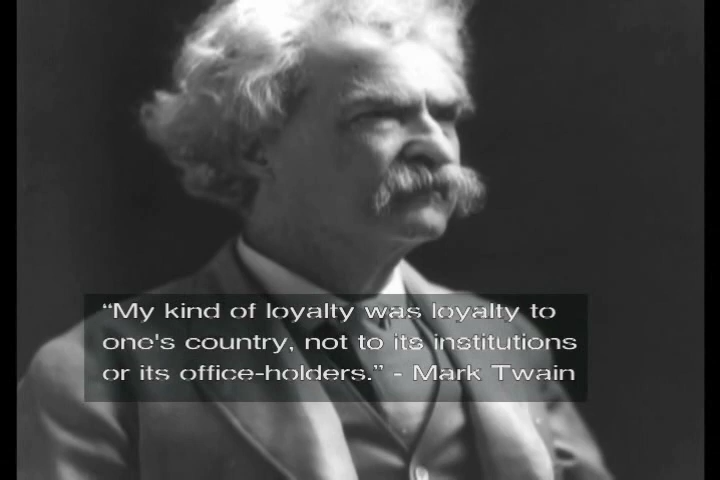 “My kind of loyalty was loyalty to
one's country, not to its institutions
or its office-holders.” - Mark Twain